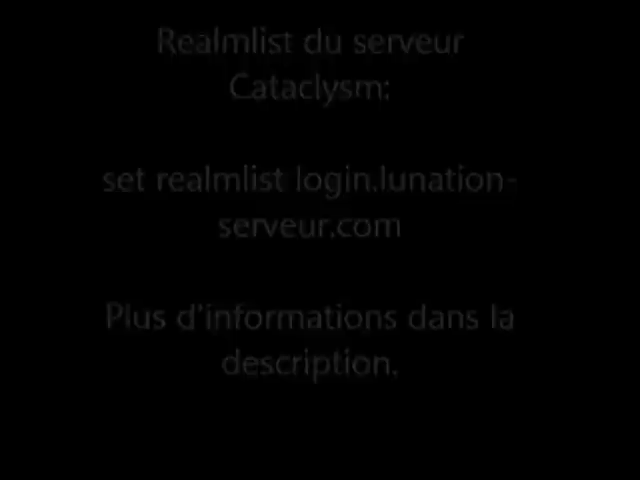 Realmlist du serveur
Cataclysm:
set realmlist login.lunation-
serveur.com
Plus d'informations dans la
description.